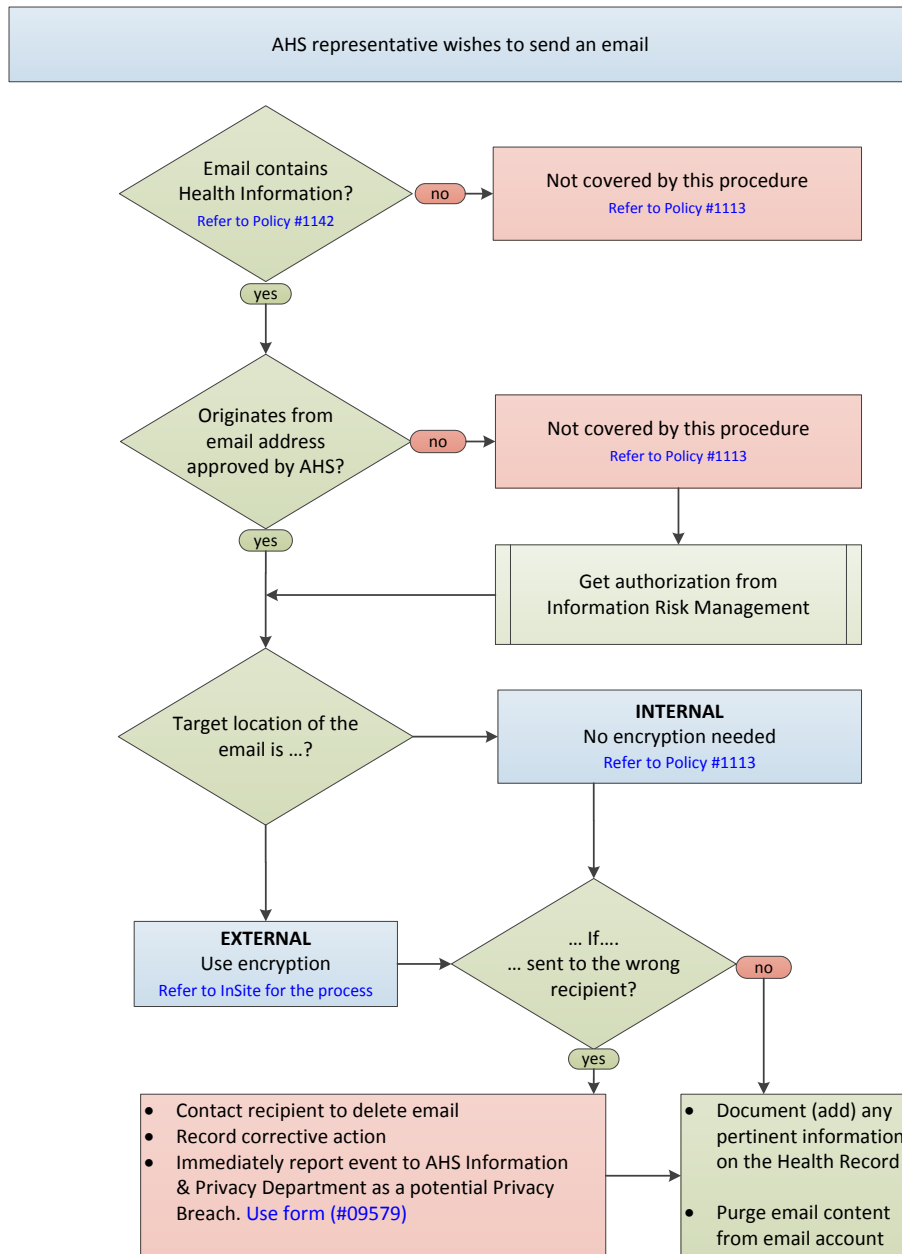 AHS representative wishes to send an email
Email contains
Health Information?
Refer to Policy #1142
no
Not covered by this procedure
Refer to Policy #1113
yes
Originates from
email address
approved by AHS?
no
Not covered by this procedure
Refer to Policy #1113
yes
Get authorization from
Information Risk Management
Target location of the
email is ...?
INTERNAL
No encryption needed
Refer to Policy #1113
EXTERNAL
Use encryption
Refer to InSite for the process
... If....
... sent to the wrong
recipient?
no
yes
• Contact recipient to delete email
• Record corrective action
• Immediately report event to AHS Information
& Privacy Department as a potential Privacy
Breach. Use form (#09579)
• Document (add) any
pertinent information
on the Health Record
• Purge email content
from email account